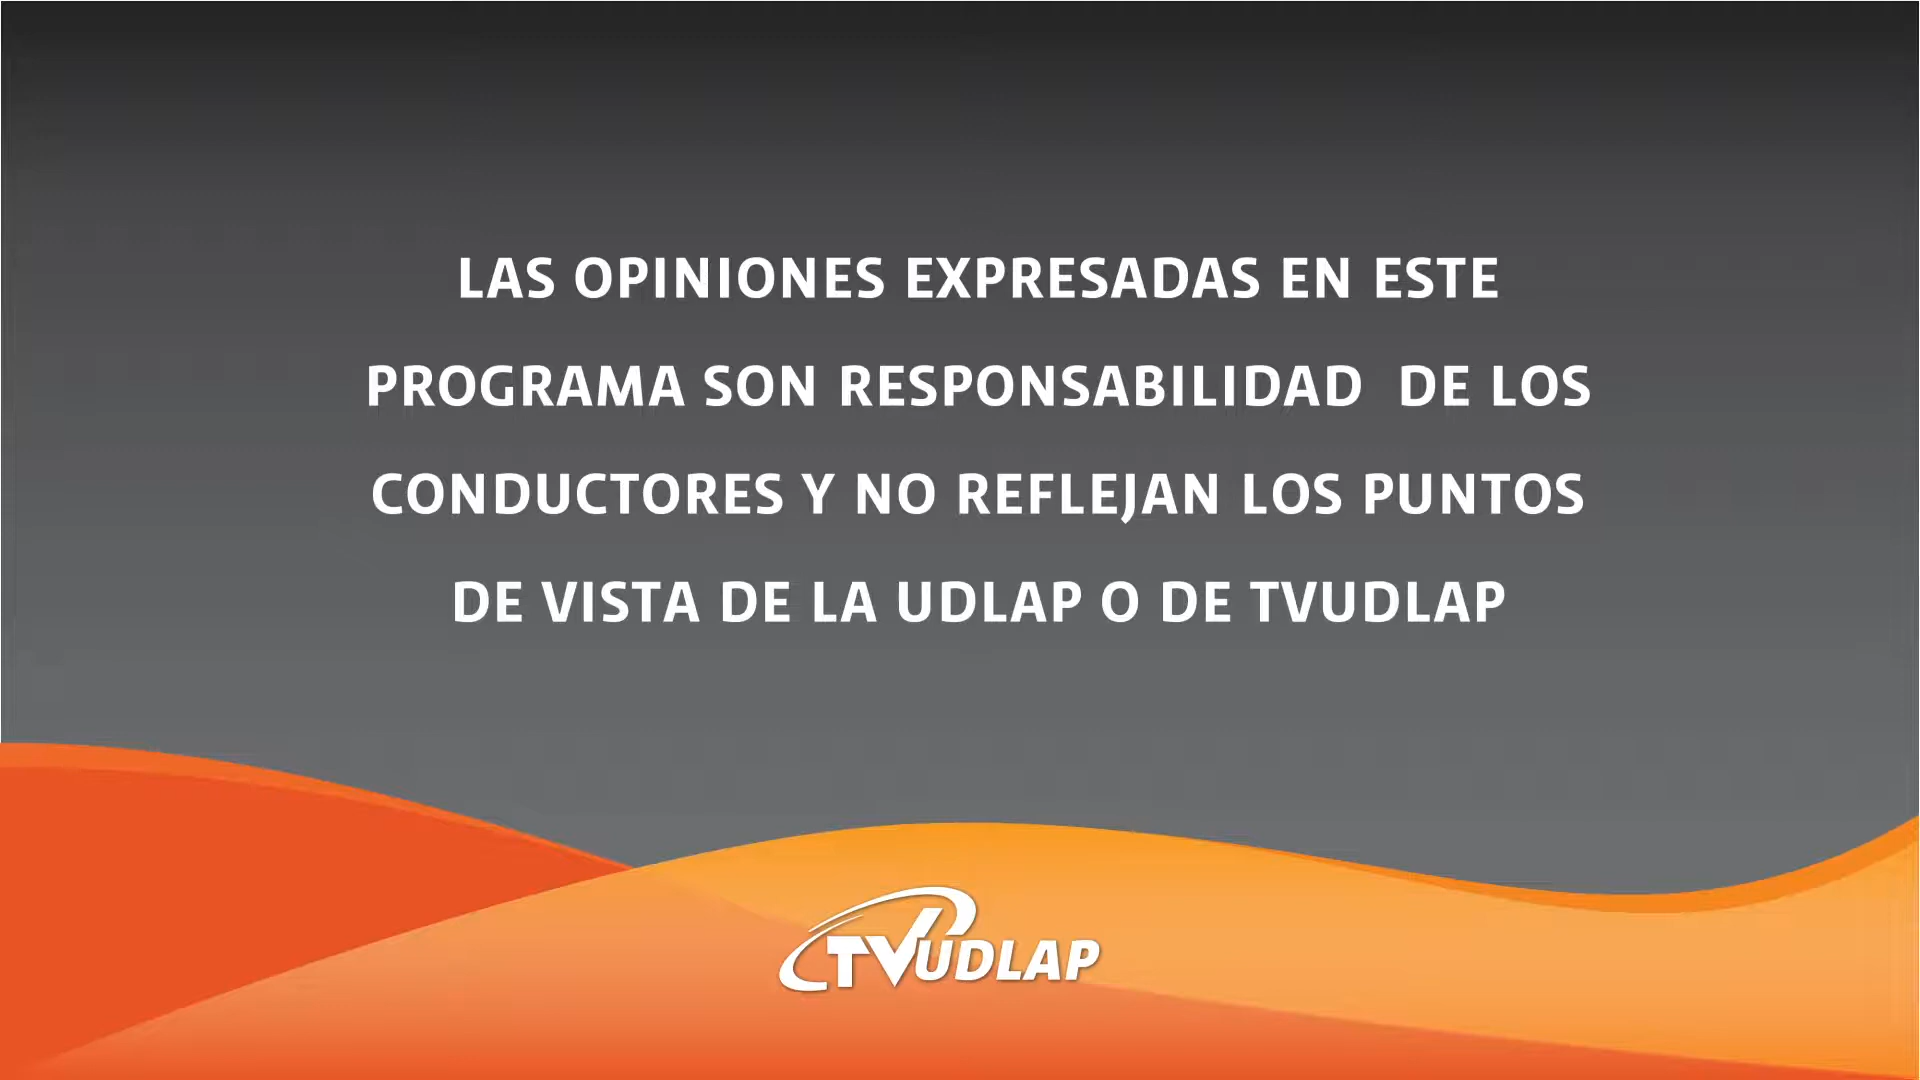 LAS OPINIONES EXPRESADAS EN ESTE
PROGRAMA SON RESPONSABILIDAD DE LOS
CONDUCTORES Y NO REFLEJAN LOS PUNTOS
DE VISTA DE LA UDLAP O DE TVUDLAP
TVUDLAP